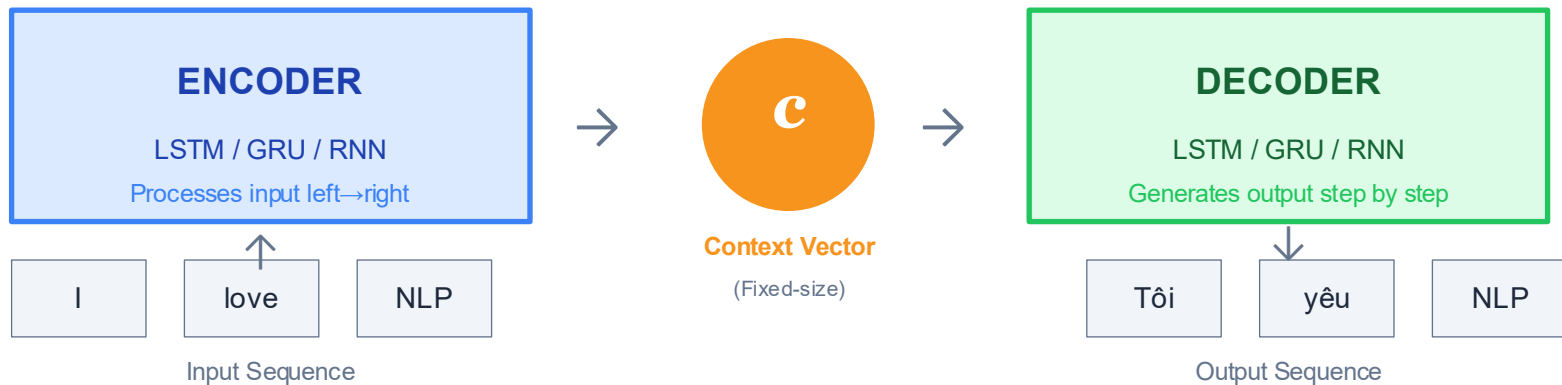 ENCODER
LSTM / GRU / RNN
Processes input left→right
I
love
NLP
Input Sequence
c
Context Vector
(Fixed-size)
DECODER
LSTM / GRU / RNN
Generates output step by step
Tôi
yêu
NLP
Output Sequence